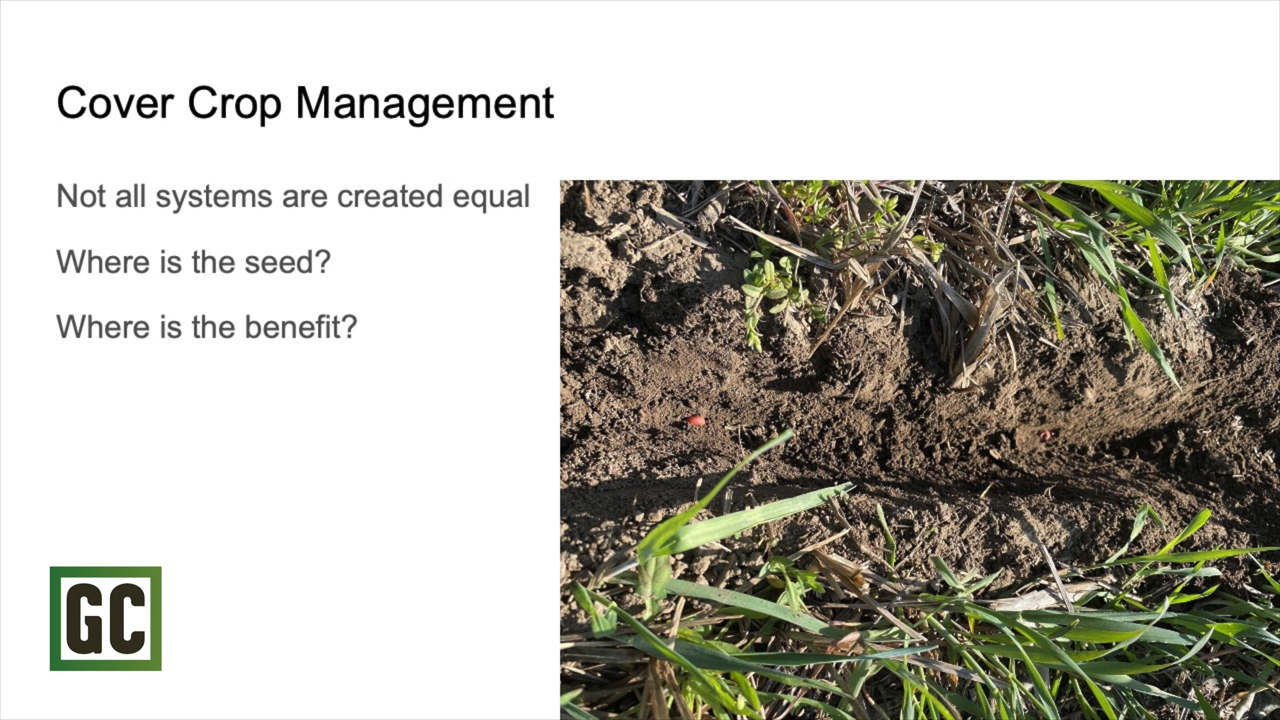 Cover Crop Management
Not all systems are created equal
Where is the seed?
Where is the benefit?
GC